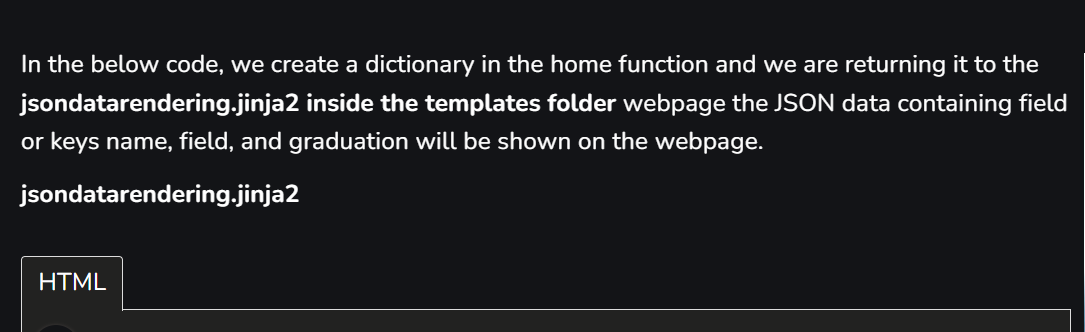 In the below code, we create a dictionary in the home function and we are returning it to the
jsondatarendering.jinja2 inside the templates folder webpage the JSON data containing field
or keys name, field, and graduation will be shown on the webpage.
jsondatarendering.jinja2
HTML